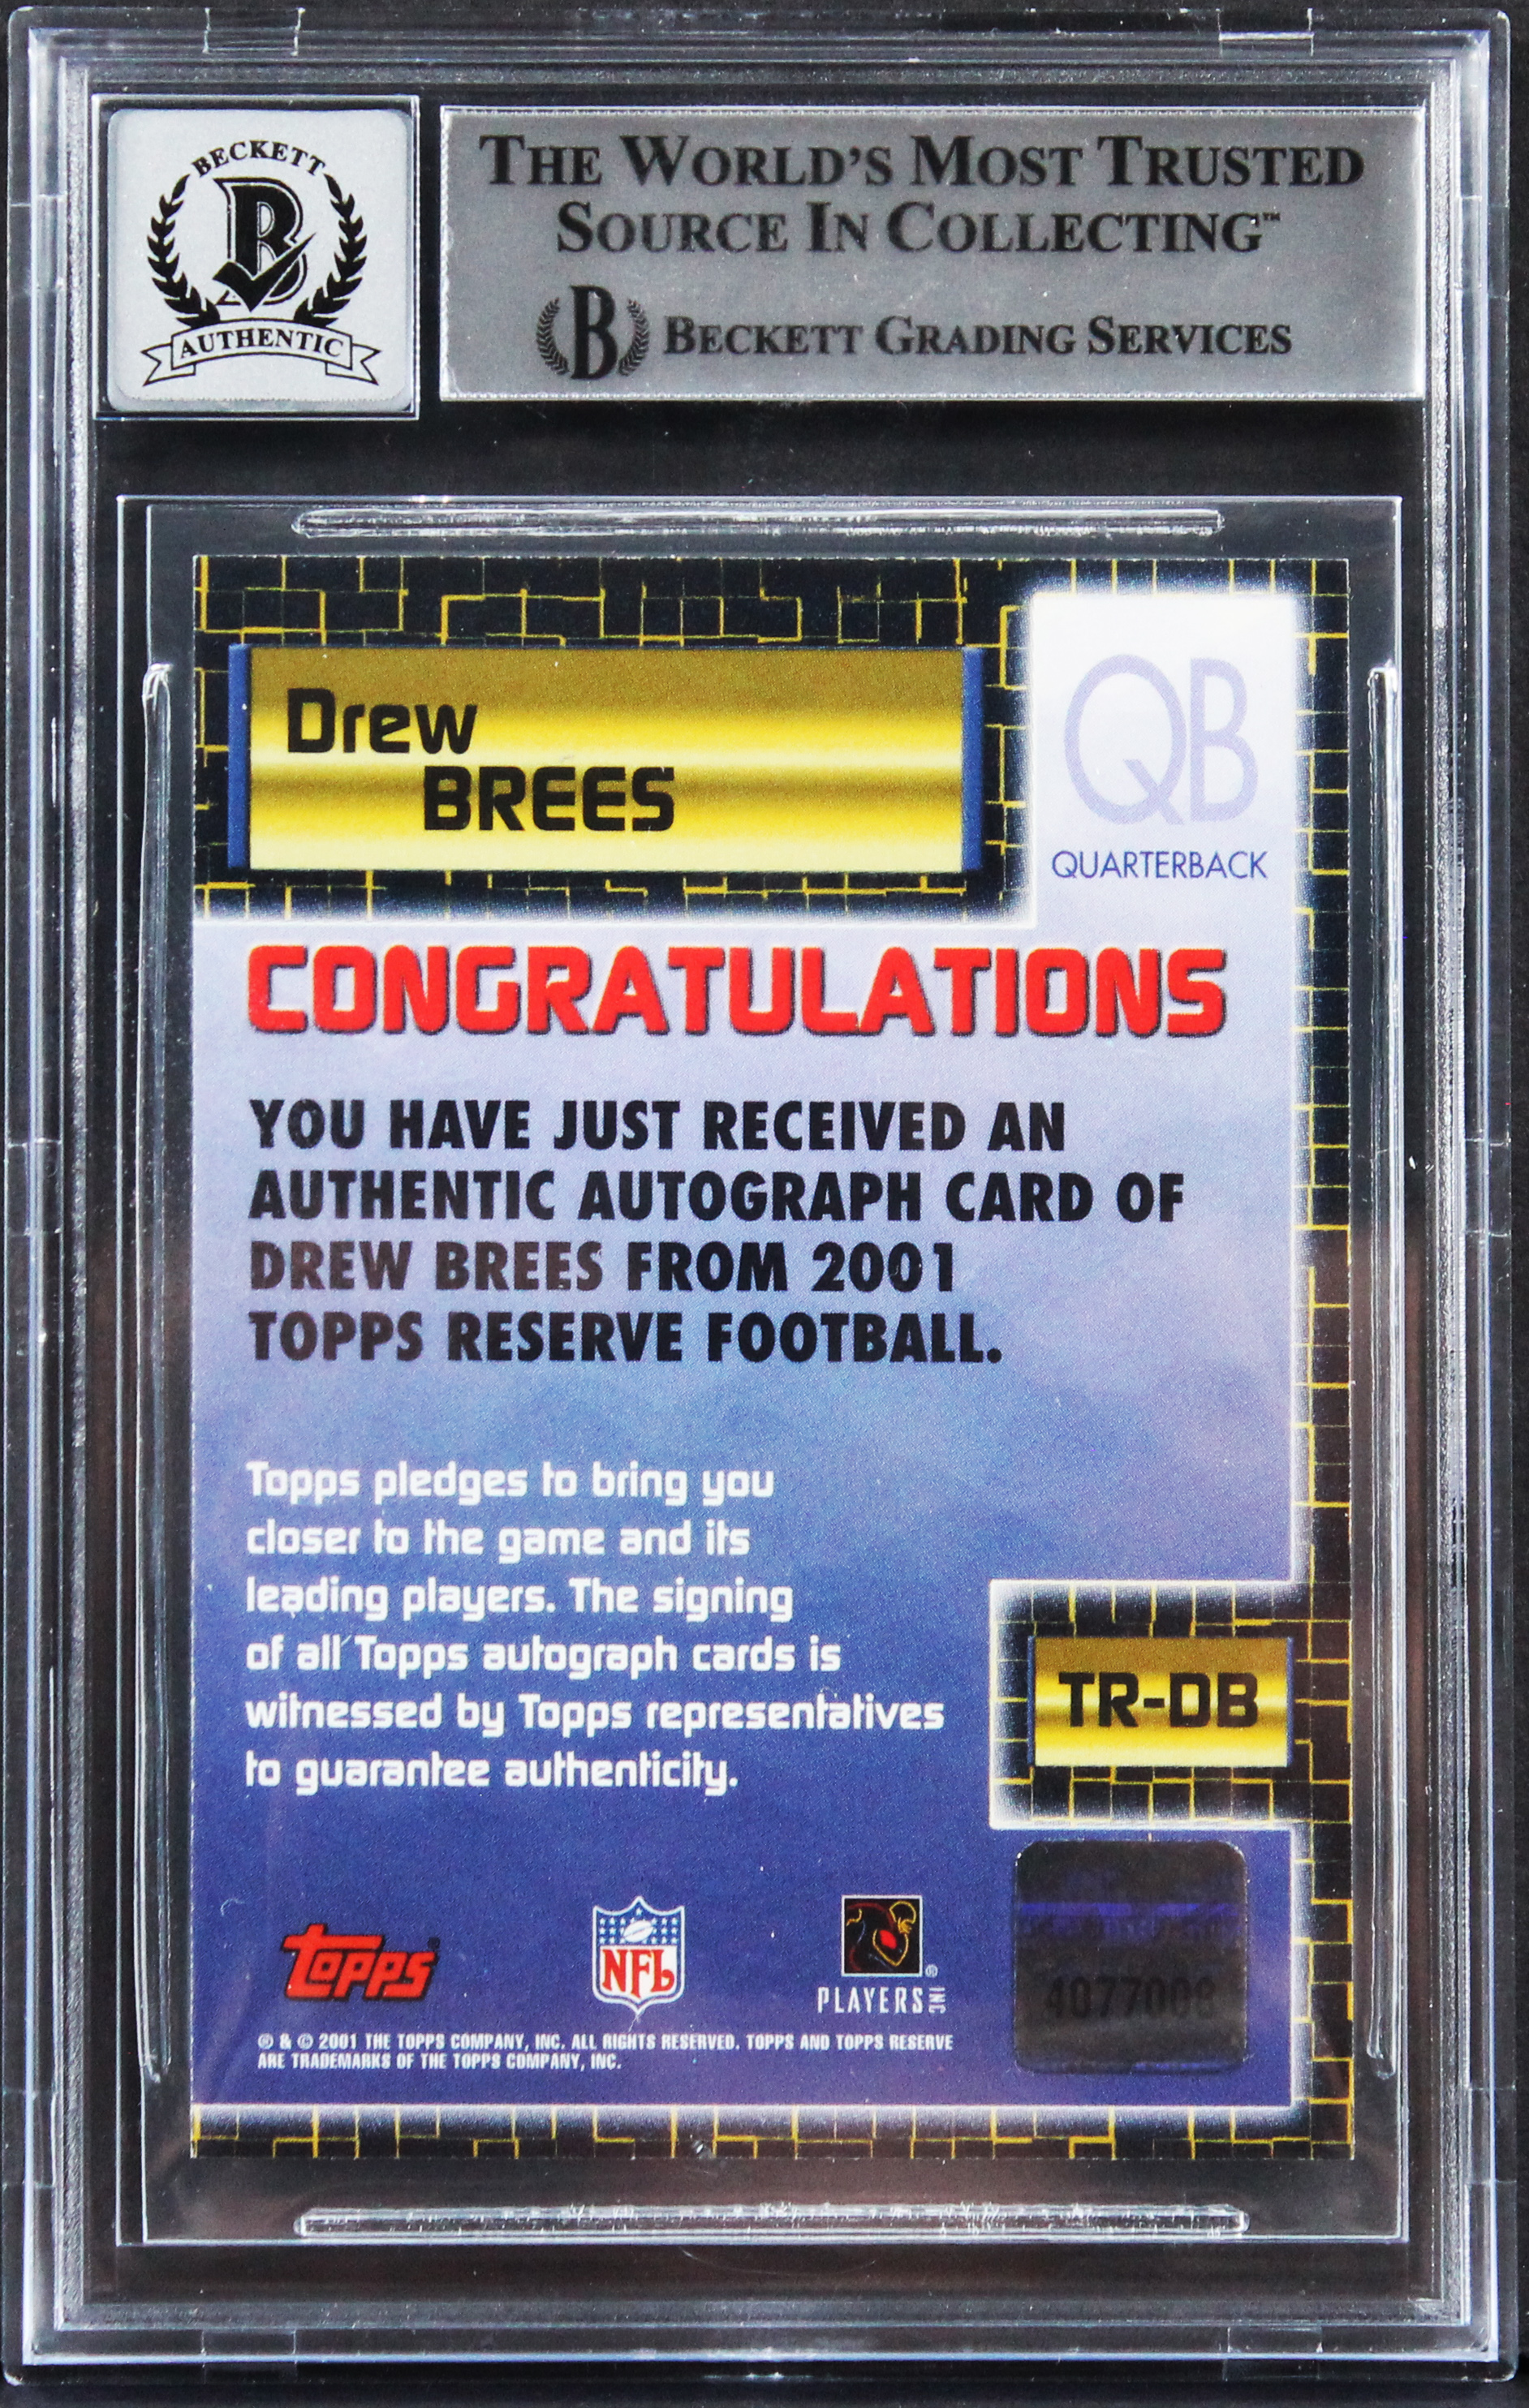 BECKETT
B
AUTHENTIC
THE WORLD'S MOST TRUSTED
SOURCE IN COLLECTING™
B BECKETT GRADING SERVICES
Drew
BREES
QB
QUARTERBACK
CONGRATULATIONS
YOU HAVE JUST RECEIVED AN
AUTHENTIC AUTOGRAPH CARD OF
DREW BREES FROM 2001
TOPPS RESERVE FOOTBALL.
Topps pledges to bring you
closer to the game and its
leading players. The signing
of all Topps autograph cards is
witnessed by Topps representatives
to guarantee authenticity.
TR-DB
topps®
NFL
PLAYERS INC®
® & © 2001 THE TOPPS COMPANY, INC. ALL RIGHTS RESERVED. TOPPS AND TOPPS RESERVE
ARE TRADEMARKS OF THE TOPPS COMPANY, INC.